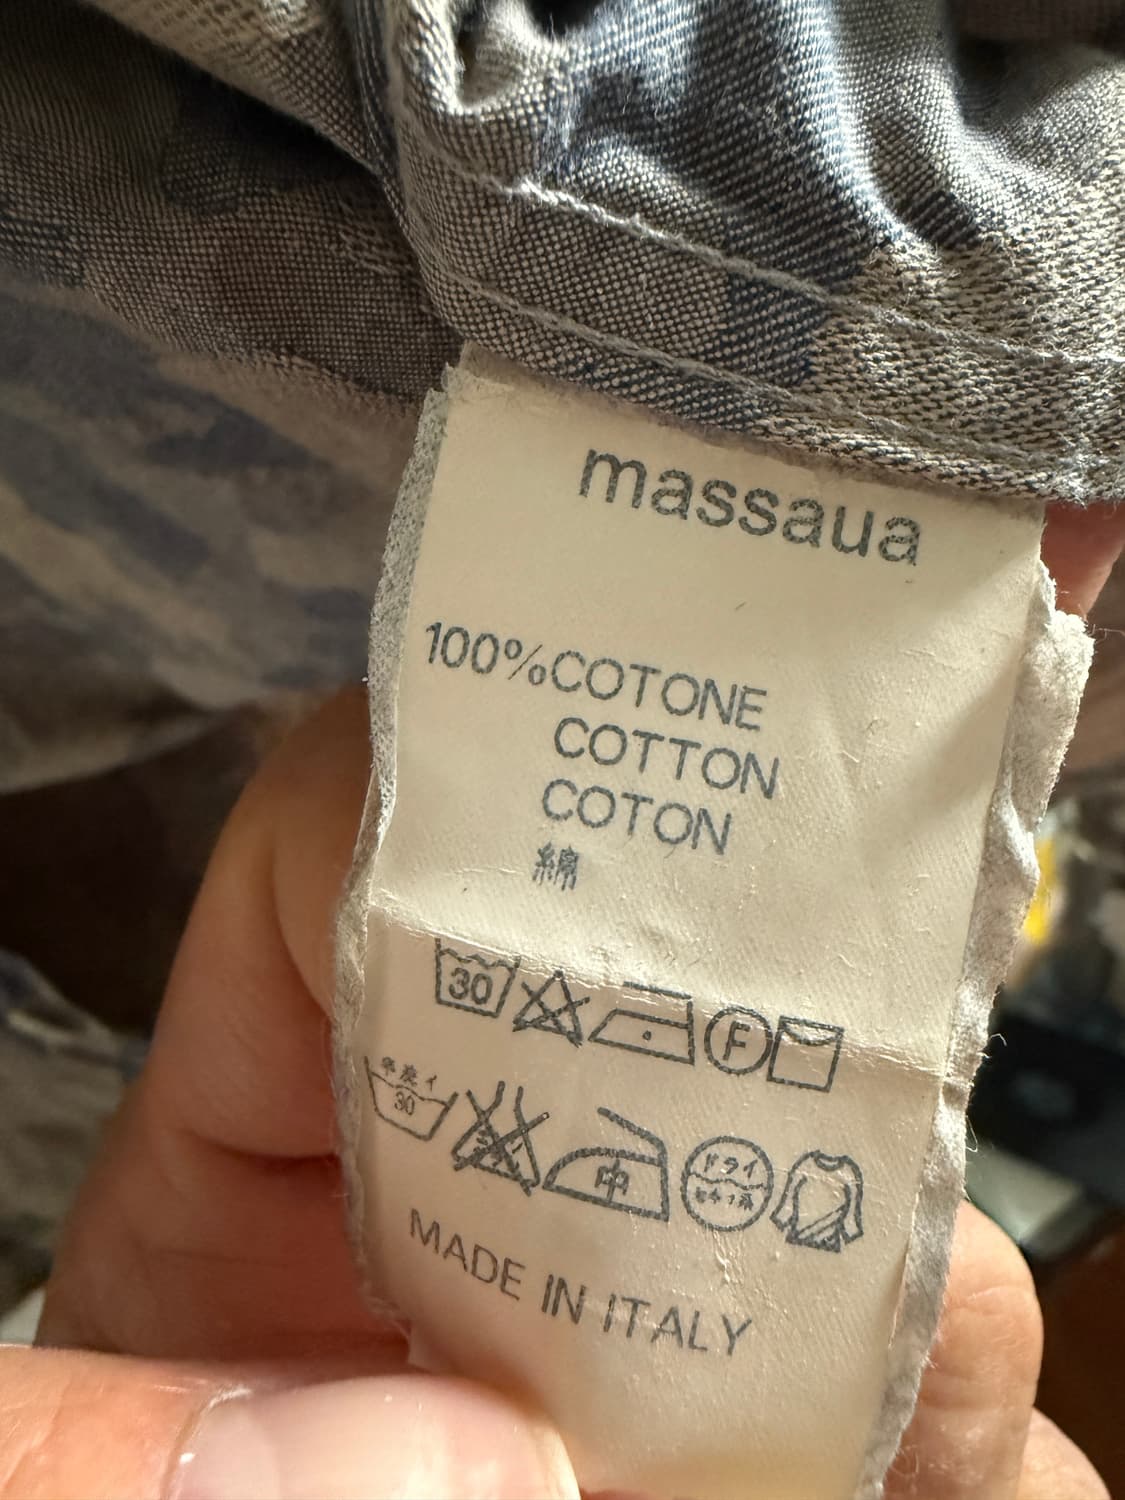 massaua
100%COTONE
COTTON
COTON
綿
30 F
30 中 ドライ
MADE IN ITALY